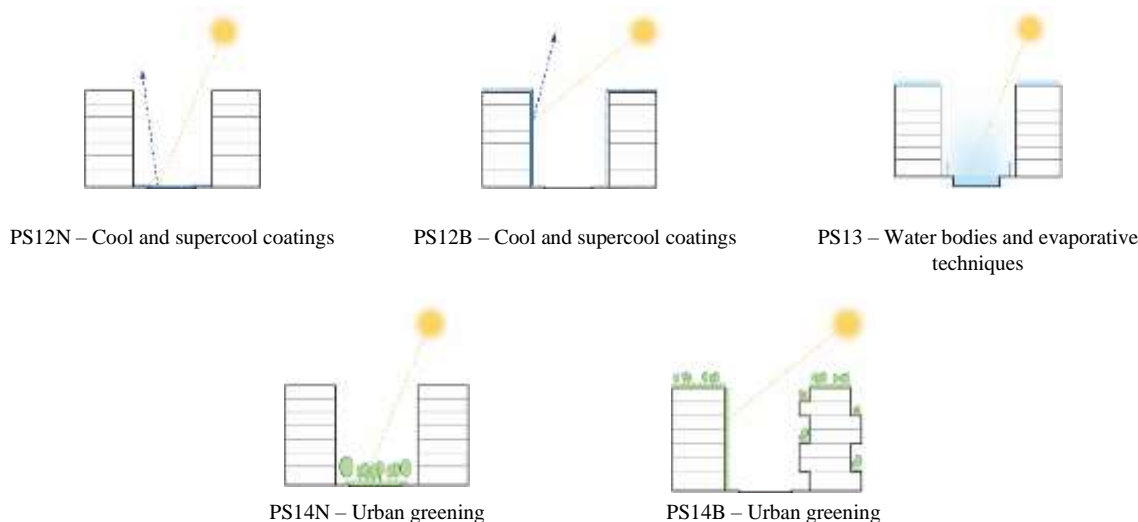 PS12N – Cool and supercool coatings
PS12B – Cool and supercool coatings
PS13 – Water bodies and evaporative
techniques
PS14N – Urban greening
PS14B – Urban greening